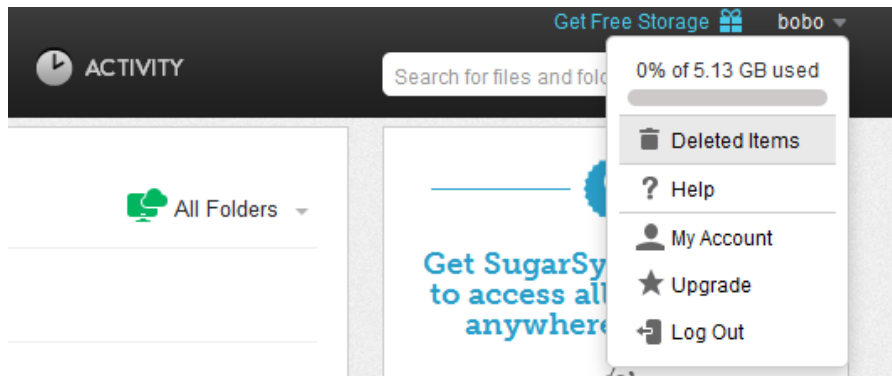 Get Free Storage bobo
ACTIVITY
Search for files and fold
0% of 5.13 GB used
Deleted Items
Help
My Account
Upgrade
Log Out
All Folders
Get SugarSy
to access all
anywhere